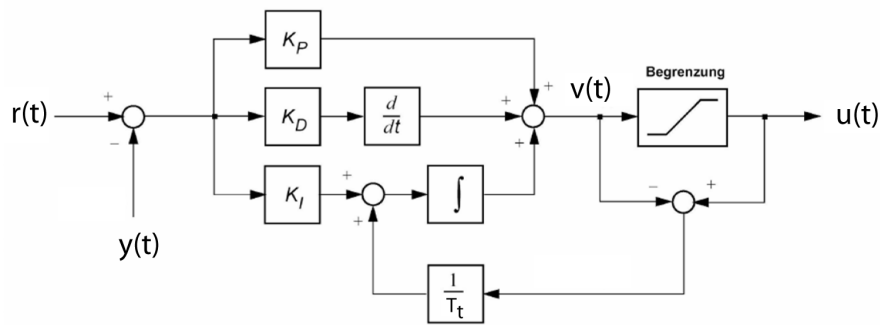 K_P
Begrenzung
r(t)
+
−
K_D
d/dt
+
+
+
v(t)
u(t)
K_I
+
+
∫
−
+
y(t)
1/T_t